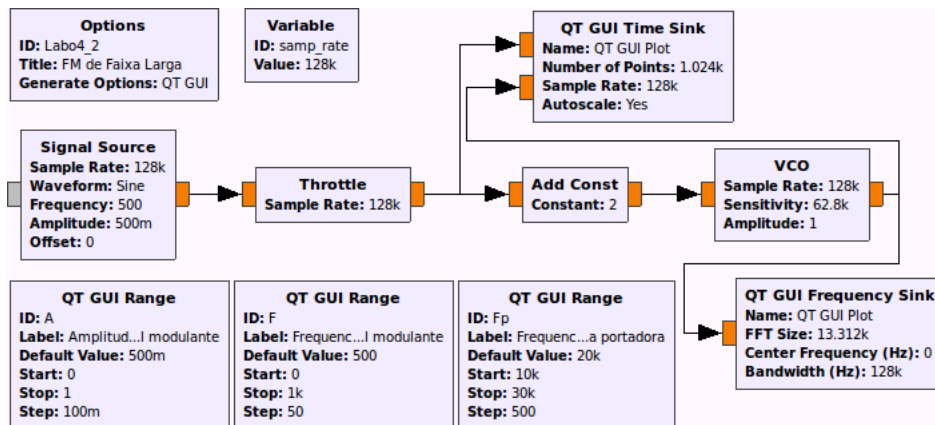 Options
ID: Labo4_2
Title: FM de Faixa Larga
Generate Options: QT GUI
Variable
ID: samp_rate
Value: 128k
QT GUI Time Sink
Name: QT GUI Plot
Number of Points: 1.024k
Sample Rate: 128k
Autoscale: Yes
Signal Source
Sample Rate: 128k
Waveform: Sine
Frequency: 500
Amplitude: 500m
Offset: 0
Throttle
Sample Rate: 128k
Add Const
Constant: 2
VCO
Sample Rate: 128k
Sensitivity: 62.8k
Amplitude: 1
QT GUI Range
ID: A
Label: Amplitud...l modulante
Default Value: 500m
Start: 0
Stop: 1
Step: 100m
QT GUI Range
ID: F
Label: Frequenc...l modulante
Default Value: 500
Start: 0
Stop: 1k
Step: 50
QT GUI Range
ID: Fp
Label: Frequenc...a portadora
Default Value: 20k
Start: 10k
Stop: 30k
Step: 500
QT GUI Frequency Sink
Name: QT GUI Plot
FFT Size: 13.312k
Center Frequency (Hz): 0
Bandwidth (Hz): 128k